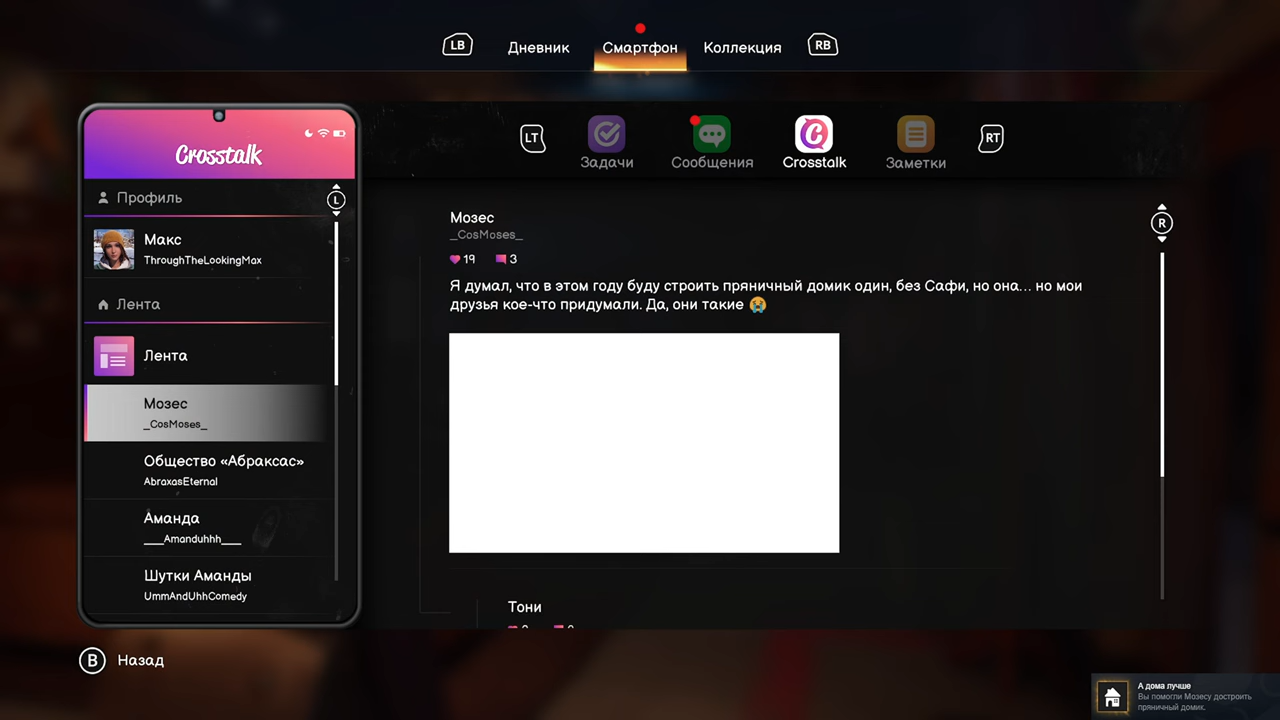 LB Дневник Смартфон Коллекция RB
Crosstalk
LT RT
Задачи Сообщения Crosstalk Заметки
Профиль L
Макс
ThroughTheLookingMax
Лента
Лента
Мозес
_CosMoses_
Общество «Абраксас»
AbraxasEternal
Аманда
___Amanduhhh___
Шутки Аманды
UmmAndUhhComedy
Мозес
_CosMoses_
R
19 3
Я думал, что в этом году буду строить пряничный домик один, без Сафи, но она... но мои
друзья кое-что придумали. Да, они такие 😭
Тони
B Назад
А дома лучше
Вы помогли Мозесу достроить
пряничный домик.